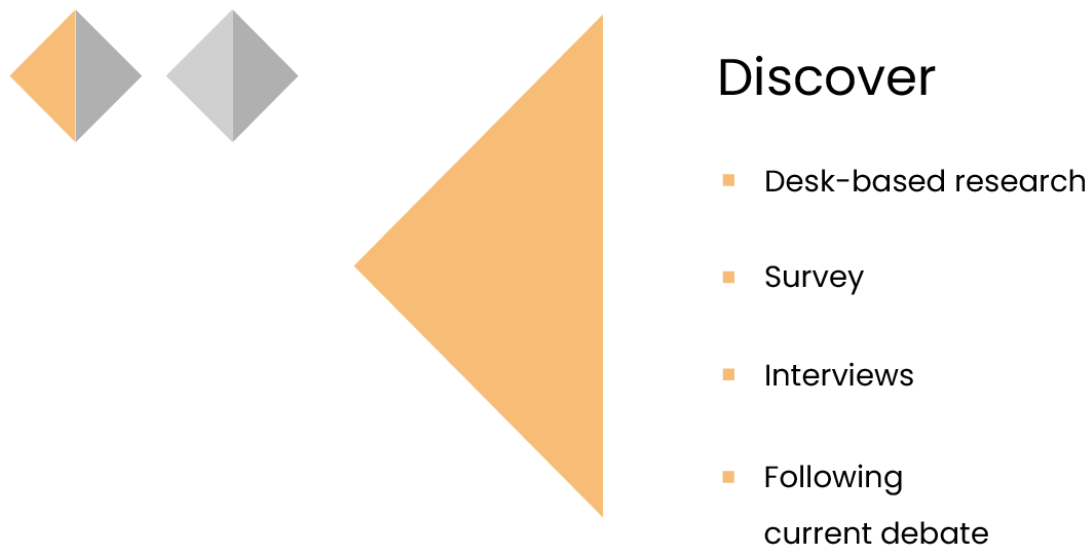 Discover
Desk-based research
Survey
Interviews
Following
current debate